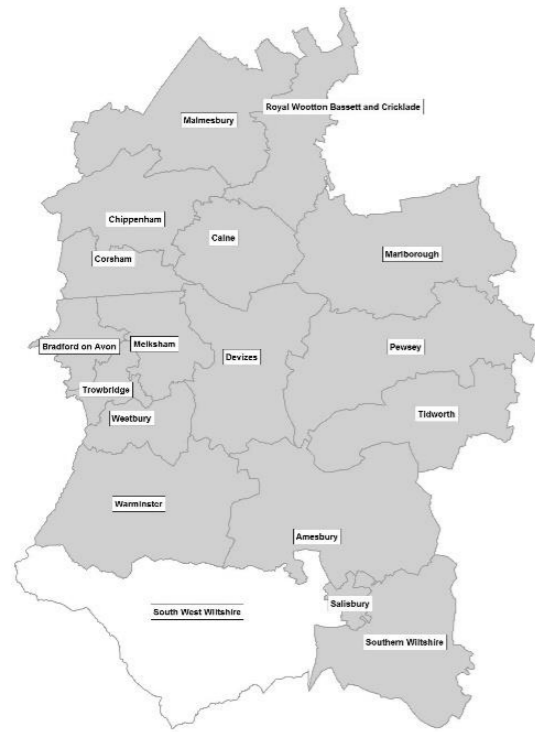 Royal Wootton Bassett and Cricklade
Malmesbury
Chippenham
Calne
Marlborough
Corsham
Bradford on Avon
Melksham
Pewsey
Devizes
Trowbridge
Westbury
Tidworth
Warminster
Amesbury
Salisbury
South West Wiltshire
Southern Wiltshire